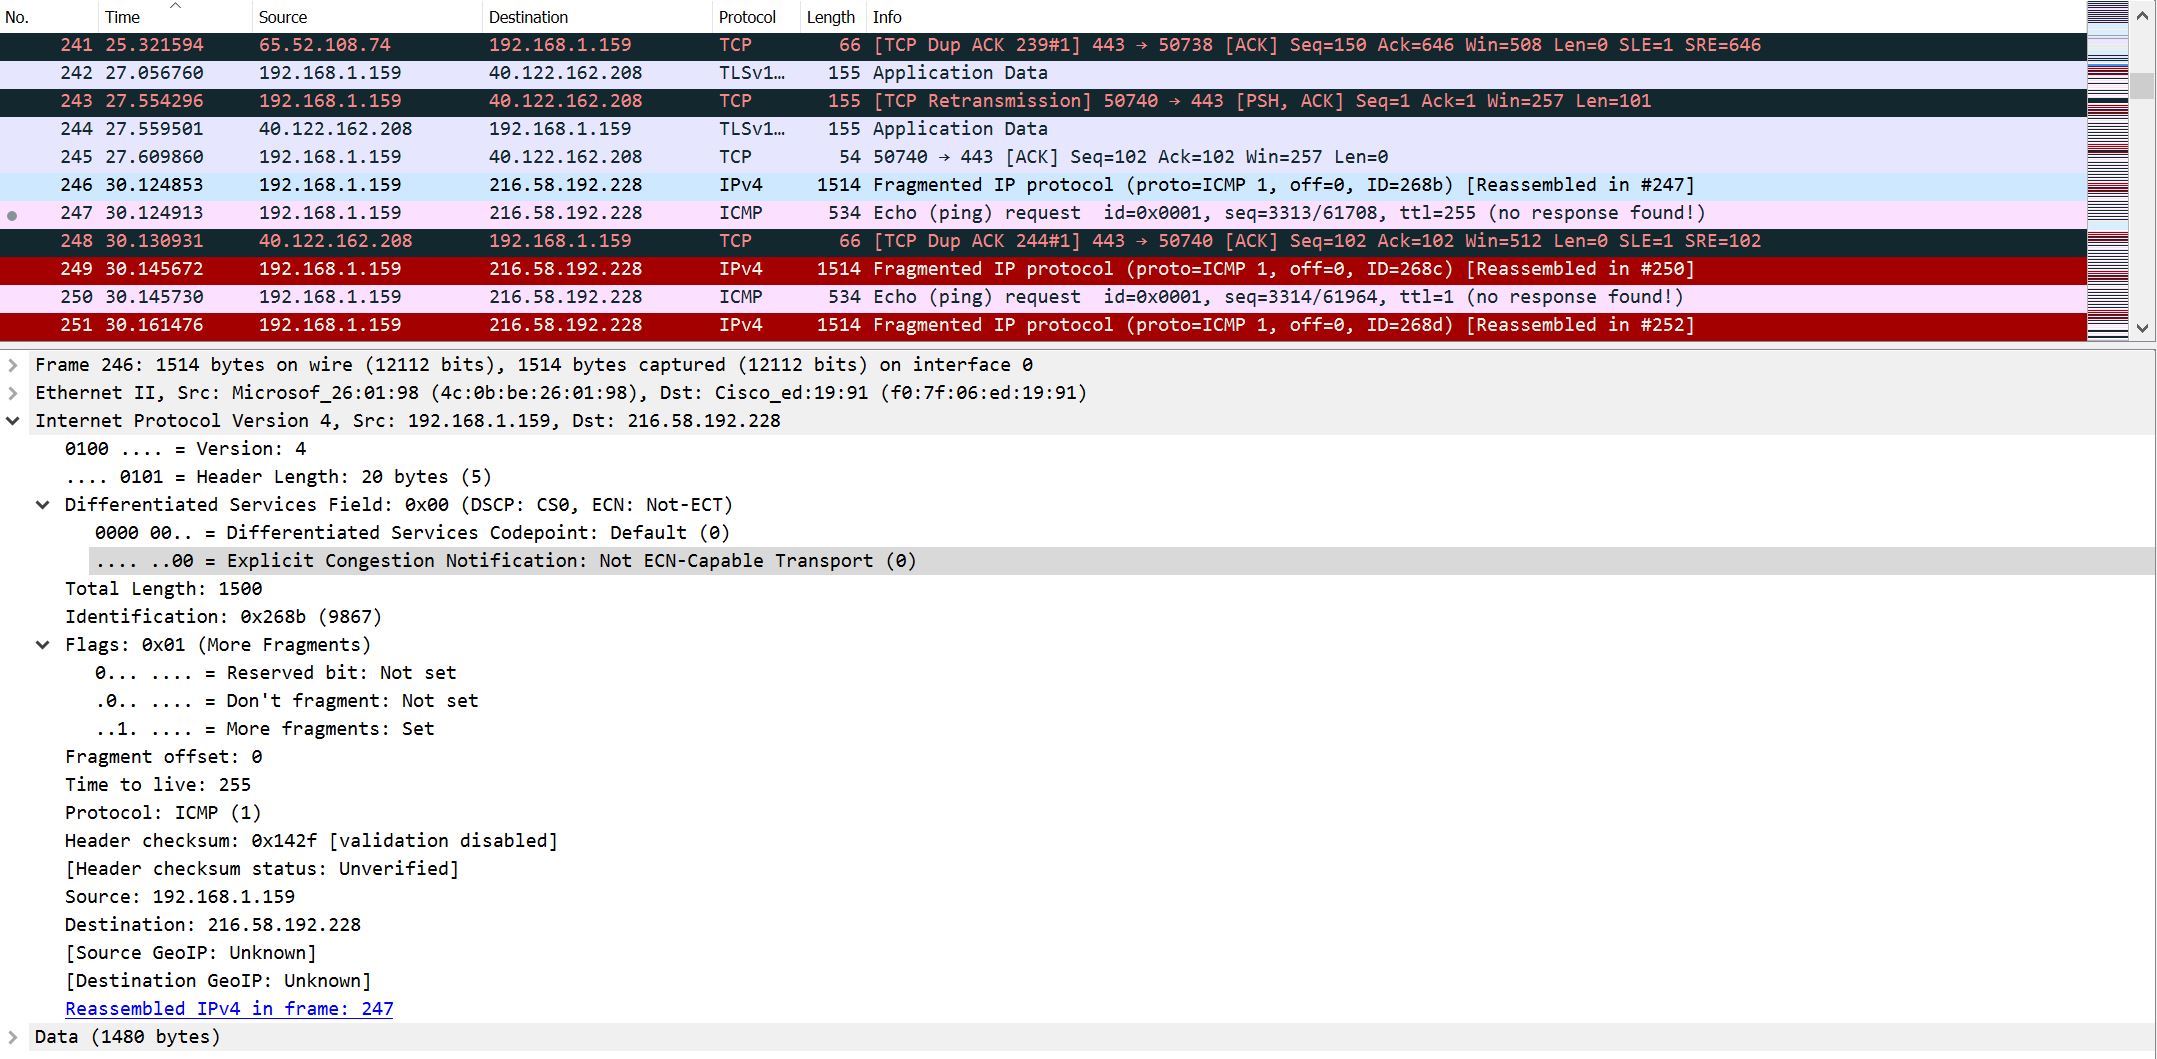 No. Time Source Destination Protocol Length Info
241 25.321594 65.52.108.74 192.168.1.159 TCP 66 [TCP Dup ACK 239#1] 443 → 50738 [ACK] Seq=150 Ack=646 Win=508 Len=0 SLE=1 SRE=646
242 27.056760 192.168.1.159 40.122.162.208 TLSv1… 155 Application Data
243 27.554296 192.168.1.159 40.122.162.208 TCP 155 [TCP Retransmission] 50740 → 443 [PSH, ACK] Seq=1 Ack=1 Win=257 Len=101
244 27.559501 40.122.162.208 192.168.1.159 TLSv1… 155 Application Data
245 27.609860 192.168.1.159 40.122.162.208 TCP 54 50740 → 443 [ACK] Seq=102 Ack=102 Win=257 Len=0
246 30.124853 192.168.1.159 216.58.192.228 IPv4 1514 Fragmented IP protocol (proto=ICMP 1, off=0, ID=268b) [Reassembled in #247]
247 30.124913 192.168.1.159 216.58.192.228 ICMP 534 Echo (ping) request id=0x0001, seq=3313/61708, ttl=255 (no response found!)
248 30.130931 40.122.162.208 192.168.1.159 TCP 66 [TCP Dup ACK 244#1] 443 → 50740 [ACK] Seq=102 Ack=102 Win=512 Len=0 SLE=1 SRE=102
249 30.145672 192.168.1.159 216.58.192.228 IPv4 1514 Fragmented IP protocol (proto=ICMP 1, off=0, ID=268c) [Reassembled in #250]
250 30.145730 192.168.1.159 216.58.192.228 ICMP 534 Echo (ping) request id=0x0001, seq=3314/61964, ttl=1 (no response found!)
251 30.161476 192.168.1.159 216.58.192.228 IPv4 1514 Fragmented IP protocol (proto=ICMP 1, off=0, ID=268d) [Reassembled in #252]
Frame 246: 1514 bytes on wire (12112 bits), 1514 bytes captured (12112 bits) on interface 0
Ethernet II, Src: Microsof_26:01:98 (4c:0b:be:26:01:98), Dst: Cisco_ed:19:91 (f0:7f:06:ed:19:91)
Internet Protocol Version 4, Src: 192.168.1.159, Dst: 216.58.192.228
0100 .... = Version: 4
.... 0101 = Header Length: 20 bytes (5)
Differentiated Services Field: 0x00 (DSCP: CS0, ECN: Not-ECT)
0000 00.. = Differentiated Services Codepoint: Default (0)
.... ..00 = Explicit Congestion Notification: Not ECN-Capable Transport (0)
Total Length: 1500
Identification: 0x268b (9867)
Flags: 0x01 (More Fragments)
0... .... = Reserved bit: Not set
.0.. .... = Don't fragment: Not set
..1. .... = More fragments: Set
Fragment offset: 0
Time to live: 255
Protocol: ICMP (1)
Header checksum: 0x142f [validation disabled]
[Header checksum status: Unverified]
Source: 192.168.1.159
Destination: 216.58.192.228
[Source GeoIP: Unknown]
[Destination GeoIP: Unknown]
Reassembled IPv4 in frame: 247
Data (1480 bytes)